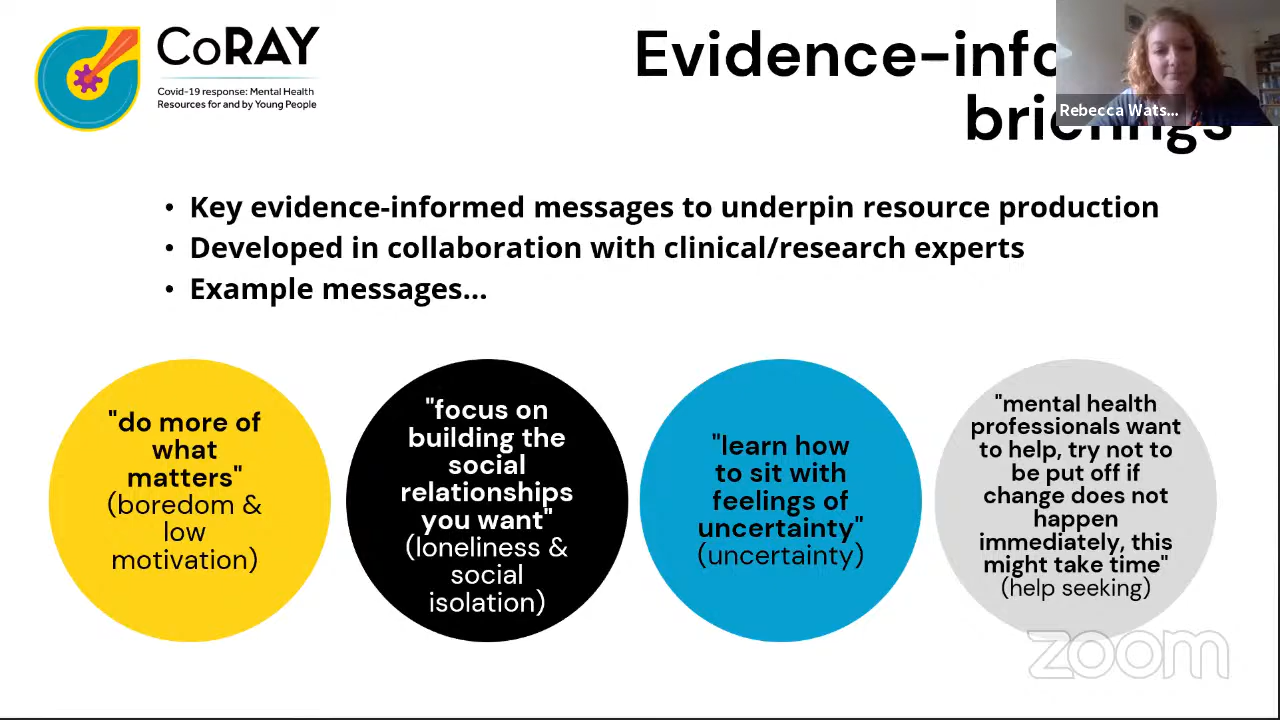 CoRAY
Covid-19 response: Mental Health
Resources for and by Young People
Evidence-info
briefings
Rebecca Wats...
• Key evidence-informed messages to underpin resource production
• Developed in collaboration with clinical/research experts
• Example messages...
"do more of
what
matters"
(boredom &
low
motivation)
"focus on
building the
social
relationships
you want"
(loneliness &
social
isolation)
"learn how
to sit with
feelings of
uncertainty"
(uncertainty)
"mental health
professionals want
to help, try not to
be put off if
change does not
happen
immediately, this
might take time"
(help seeking)
zoom